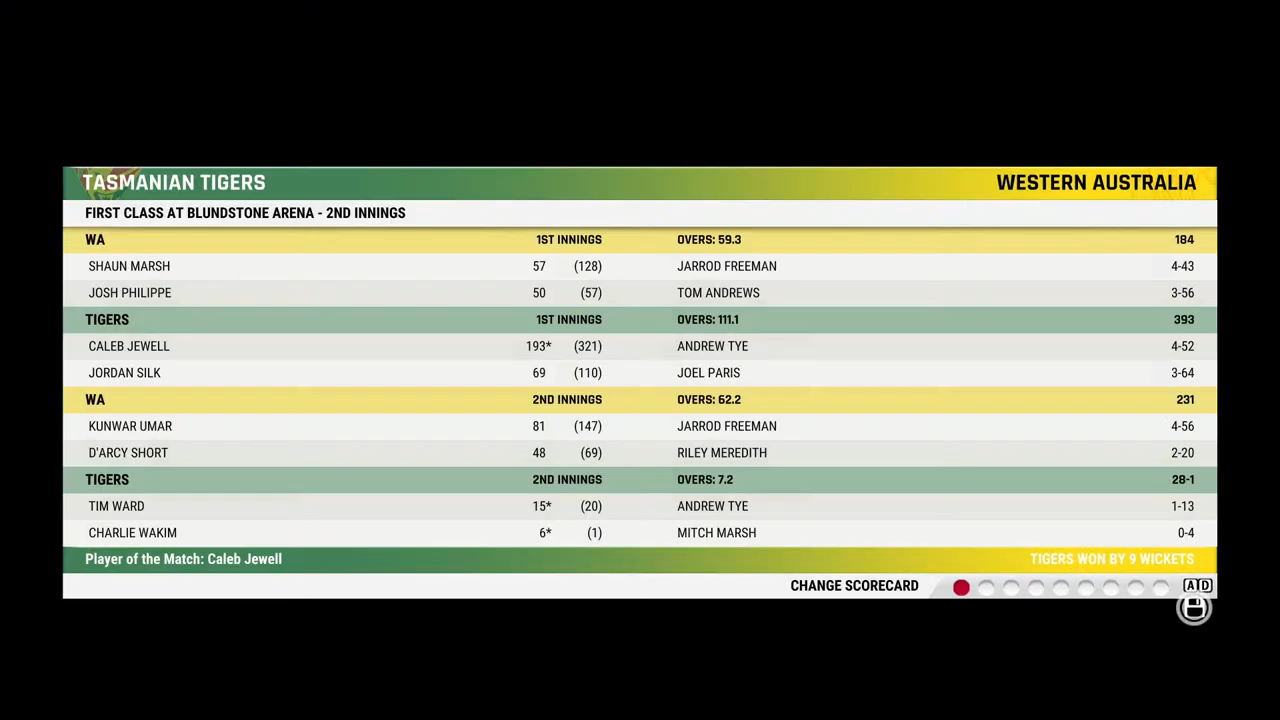 TASMANIAN TIGERS WESTERN AUSTRALIA
FIRST CLASS AT BLUNDSTONE ARENA - 2ND INNINGS
WA 1ST INNINGS OVERS: 59.3 184
SHAUN MARSH 57 (128) JARROD FREEMAN 4-43
JOSH PHILIPPE 50 (57) TOM ANDREWS 3-56
TIGERS 1ST INNINGS OVERS: 111.1 393
CALEB JEWELL 193* (321) ANDREW TYE 4-52
JORDAN SILK 69 (110) JOEL PARIS 3-64
WA 2ND INNINGS OVERS: 62.2 231
KUNWAR UMAR 81 (147) JARROD FREEMAN 4-56
D'ARCY SHORT 48 (69) RILEY MEREDITH 2-20
TIGERS 2ND INNINGS OVERS: 7.2 28-1
TIM WARD 15* (20) ANDREW TYE 1-13
CHARLIE WAKIM 6* (1) MITCH MARSH 0-4
Player of the Match: Caleb Jewell TIGERS WON BY 9 WICKETS
CHANGE SCORECARD A D